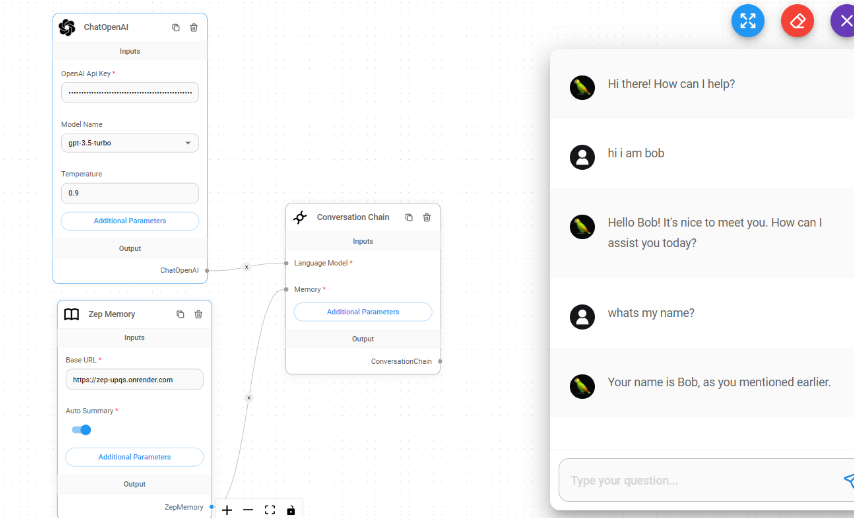 ChatOpenAI
Inputs
OpenAI Api Key *
••••••••••••••••••••••••••••••••••••••••••••••••
Model Name
gpt-3.5-turbo
Temperature
0.9
Additional Parameters
Output
ChatOpenAI
x
Zep Memory
Inputs
Base URL *
https://zep-upqs.onrender.com
Auto Summary *
Additional Parameters
Output
ZepMemory
x
Conversation Chain
Inputs
Language Model *
Memory *
Additional Parameters
Output
ConversationChain
Hi there! How can I help?
hi i am bob
Hello Bob! It's nice to meet you. How can I
assist you today?
whats my name?
Your name is Bob, as you mentioned earlier.
Type your question...